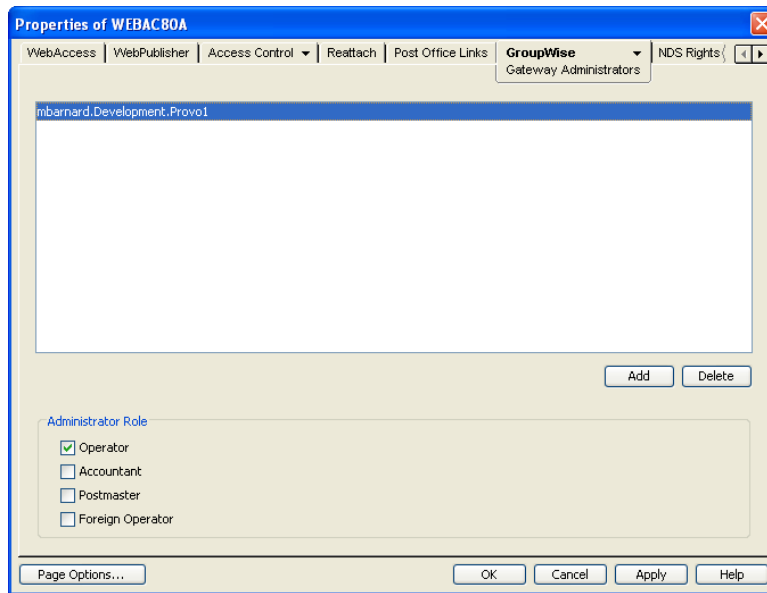 Properties of WEBAC80A
WebAccess WebPublisher Access Control Reattach Post Office Links GroupWise NDS Rights
Gateway Administrators
mbarnard.Development.Provo1
Add Delete
Administrator Role
Operator
Accountant
Postmaster
Foreign Operator
Page Options... OK Cancel Apply Help